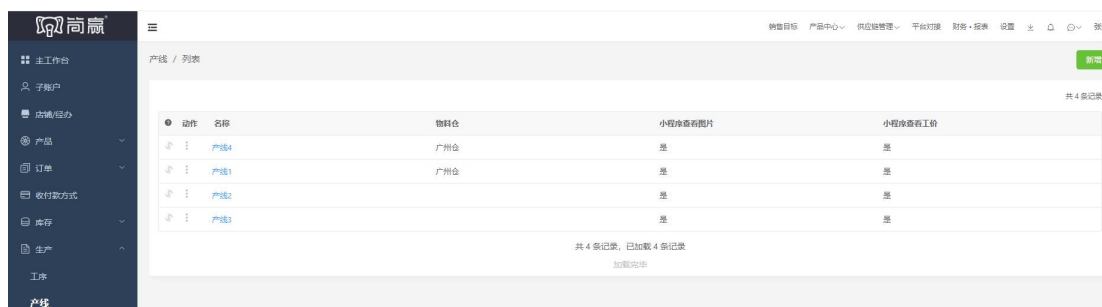 简赢
销售目标 产品中心 供应链管理 平台对接 财务·报表 设置 张
主工作台
子账户
店铺/经办
产品
订单
收付款方式
库存
生产
工序
产线
产线 / 列表
新增
共 4 条记录
动作 名称 物料仓 小程序查看图片 小程序查看工价
产线4 广州仓 是 是
产线1 广州仓 是 是
产线2 是 是
产线3 是 是
共 4 条记录，已加载 4 条记录
加载完毕